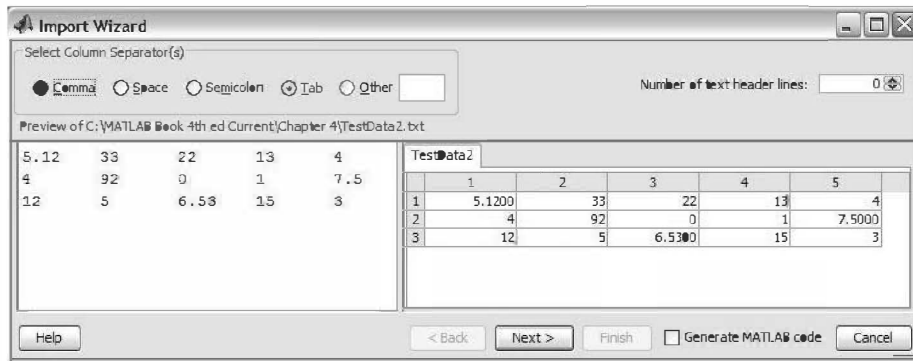 Import Wizard
Select Column Separator(s)
Comma Space Semicolon Tab Other
Number of text header lines: 0
Preview of C:\MATLAB Book 4th ed Current\Chapter 4\TestData2.txt
5.12 33 22 13 4
4 92 0 1 7.5
12 5 6.53 15 3
TestData2
1 2 3 4 5
1 5.1200 33 22 13 4
2 4 92 0 1 7.5000
3 12 5 6.5300 15 3
Help < Back Next > Finish Generate MATLAB code Cancel